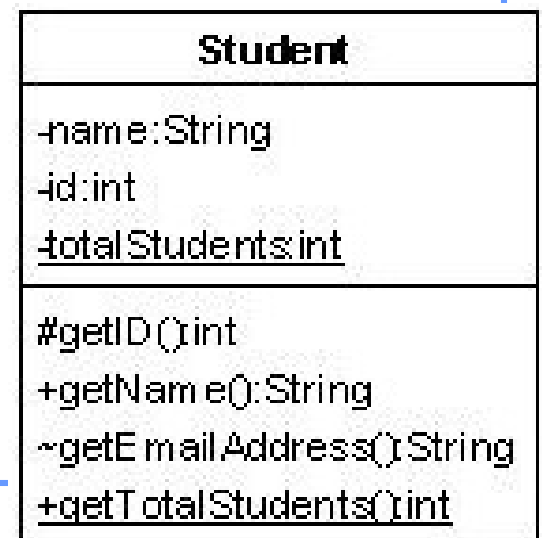 Student
-name:String
-id:int
-totalStudents:int
#getID():int
+getName():String
~getEmailAddress():String
+getTotalStudents():int